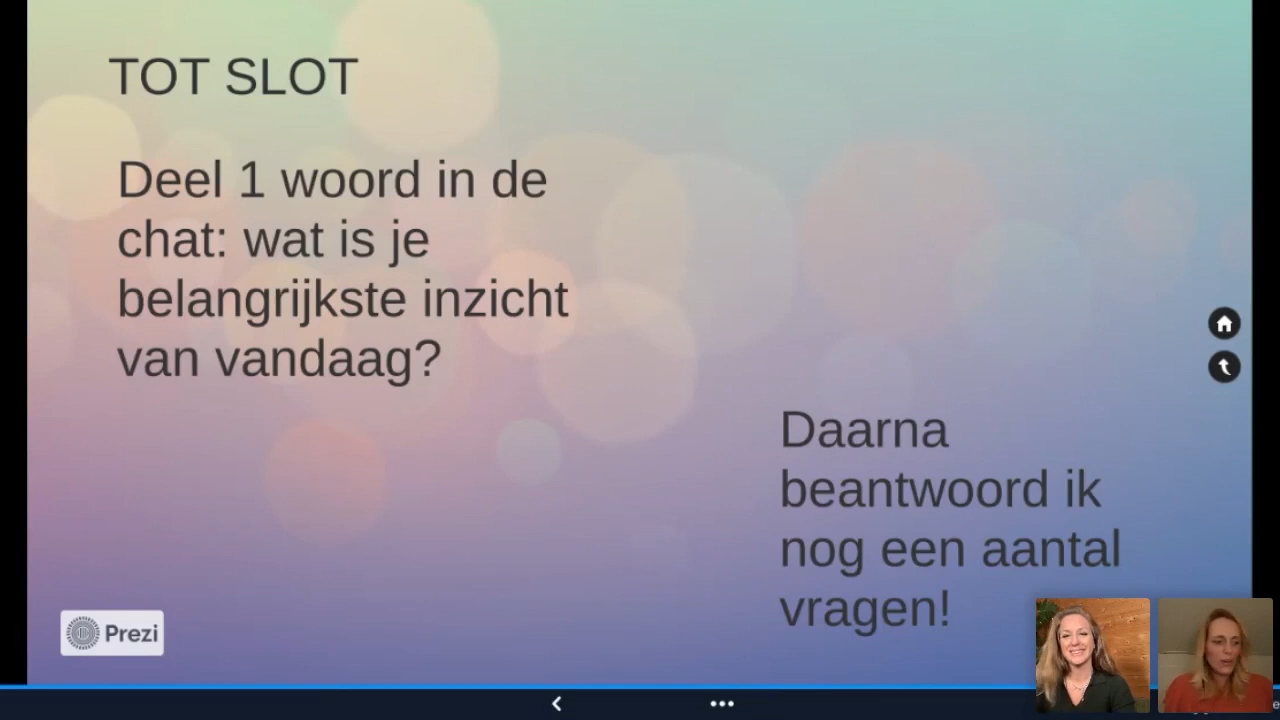 TOT SLOT
Deel 1 woord in de
chat: wat is je
belangrijkste inzicht
van vandaag?
Daarna
beantwoord ik
nog een aantal
vragen!
Prezi